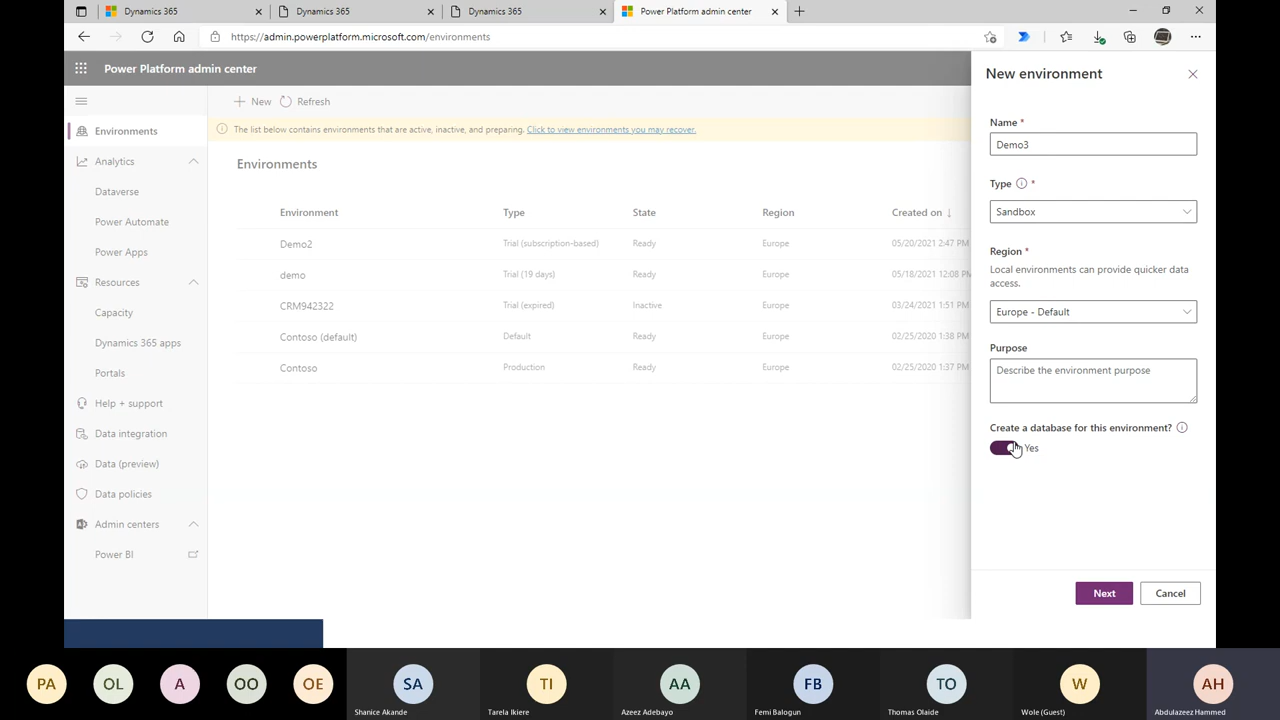 Dynamics 365
Dynamics 365
Dynamics 365
Power Platform admin center
https://admin.powerplatform.microsoft.com/environments
Power Platform admin center
New
Refresh
The list below contains environments that are active, inactive, and preparing. Click to view environments you may recover.
Environments
Analytics
Dataverse
Power Automate
Power Apps
Resources
Capacity
Dynamics 365 apps
Portals
Help + support
Data integration
Data (preview)
Data policies
Admin centers
Power BI
Environments
Environment Type State Region Created on
Demo2 Trial (subscription-based) Ready Europe 05/20/2021 2:47 PM
demo Trial (19 days) Ready Europe 05/18/2021 12:08 PM
CRM942322 Trial (expired) Inactive Europe 03/24/2021 1:51 PM
Contoso (default) Default Ready Europe 02/25/2020 1:38 PM
Contoso Production Ready Europe 02/25/2020 1:37 PM
New environment
Name *
Demo3
Type *
Sandbox
Region *
Local environments can provide quicker data
access.
Europe - Default
Purpose
Describe the environment purpose
Create a database for this environment?
Yes
Next
Cancel
PA
OL
A
OO
OE
SA
Shanice Akande
TI
Tarela Ikiere
AA
Azeez Adebayo
FB
Femi Balogun
TO
Thomas Olaide
W
Wole (Guest)
AH
Abdulazeez Hammed